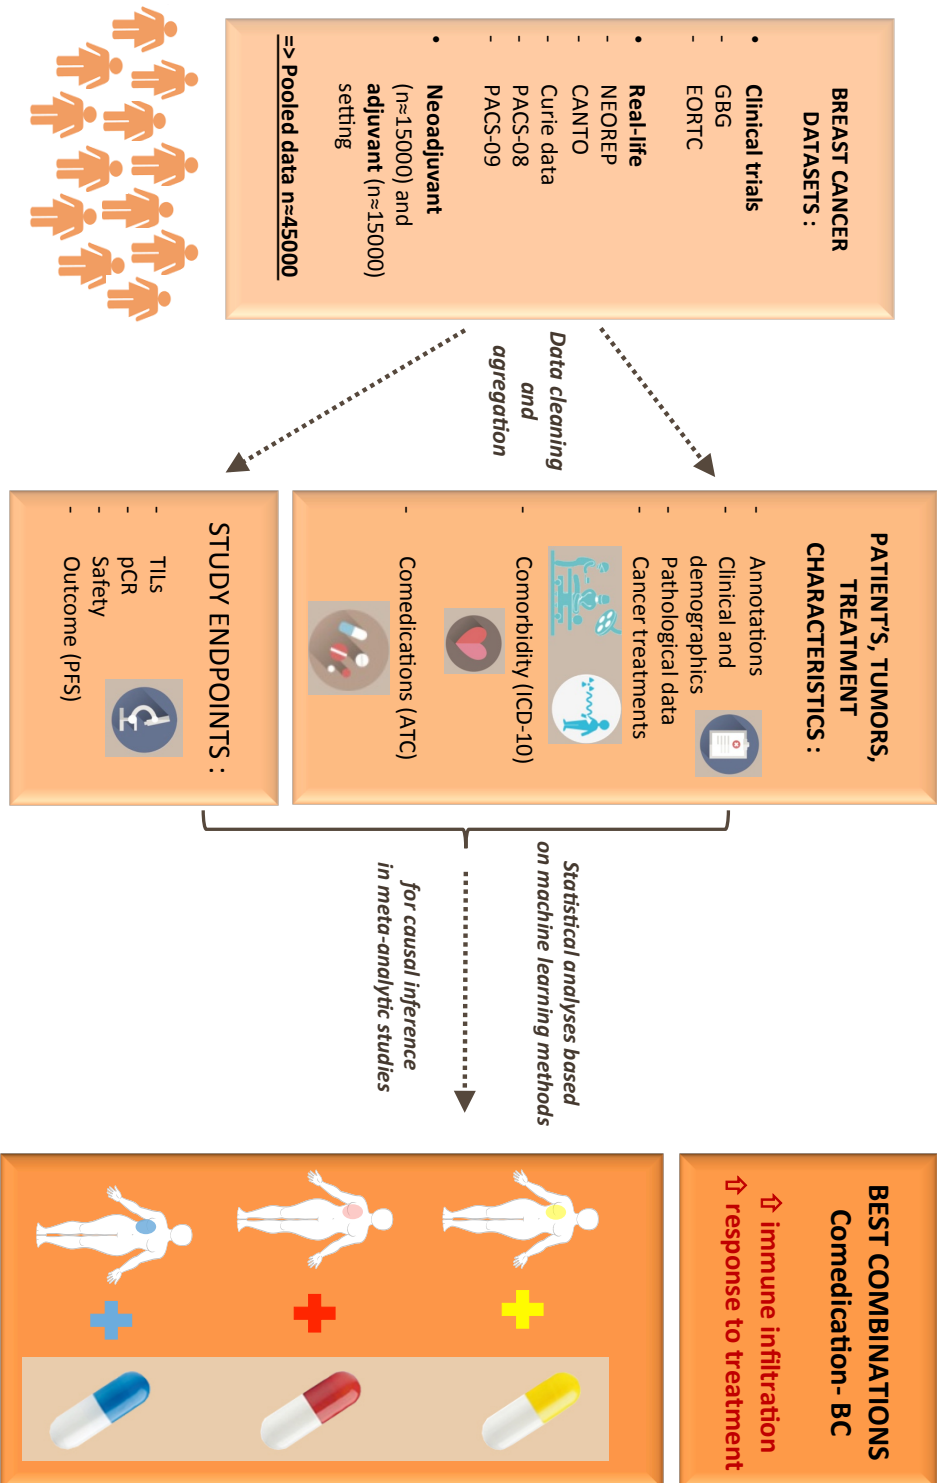 BREAST CANCER
DATASETS :
• Clinical trials
- GBG
- EORTC
• Real-life
- NEOREP
- CANTO
- Curie data
- PACS-08
- PACS-09
• Neoadjuvant
(n≈15000) and
adjuvant (n≈15000)
setting
=> Pooled data n≈45000
Data cleaning
and
agregation
PATIENT'S, TUMORS,
TREATMENT
CHARACTERISTICS :
- Annotations
- Clinical and
demographics
- Pathological data
- Cancer treatments
- Comorbidity (ICD-10)
- Comedications (ATC)
STUDY ENDPOINTS :
- TILs
- pCR
- Safety
- Outcome (PFS)
Statistical analyses based
on machine learning methods
for causal inference
in meta-analytic studies
BEST COMBINATIONS
Comedication- BC
⇧ immune infiltration
⇧ response to treatment